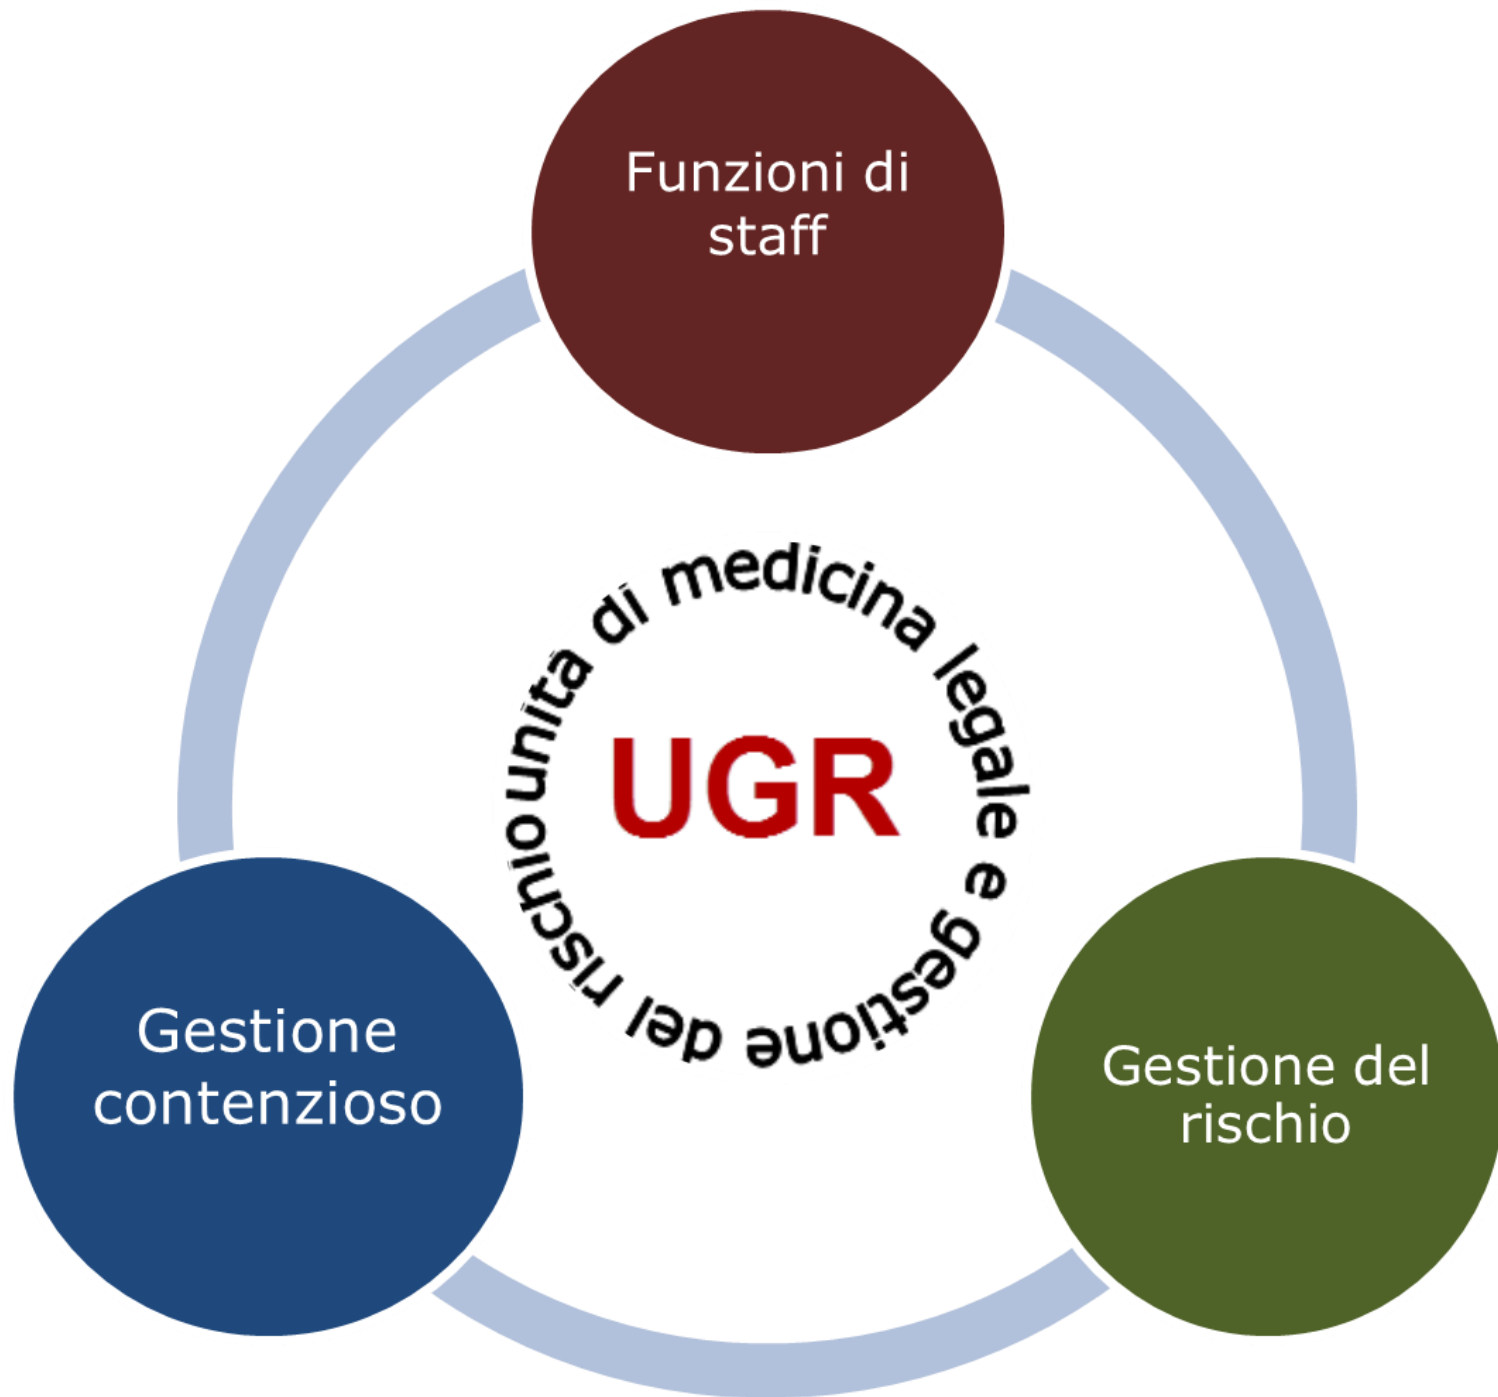 Funzioni di
staff
unità di medicina legale e gestione del rischio
UGR
Gestione
contenzioso
Gestione del
rischio